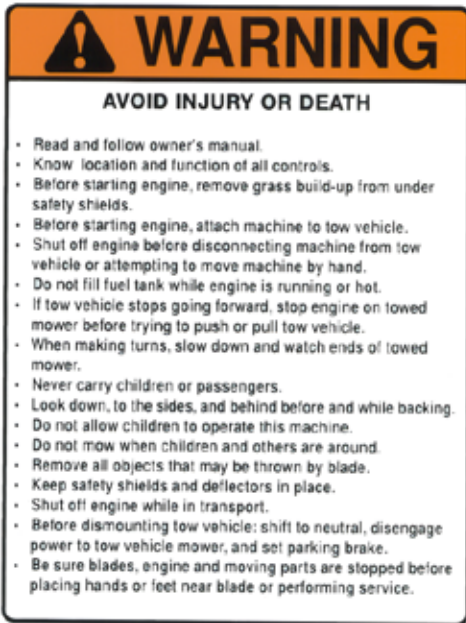 WARNING
AVOID INJURY OR DEATH
• Read and follow owner's manual.
• Know location and function of all controls.
• Before starting engine, remove grass build-up from under
safety shields.
• Before starting engine, attach machine to tow vehicle.
• Shut off engine before disconnecting machine from tow
vehicle or attempting to move machine by hand.
• Do not fill fuel tank while engine is running or hot.
• If tow vehicle stops going forward, stop engine on towed
mower before trying to push or pull tow vehicle.
• When making turns, slow down and watch ends of towed
mower.
• Never carry children or passengers.
• Look down, to the sides, and behind before and while backing.
• Do not allow children to operate this machine.
• Do not mow when children and others are around.
• Remove all objects that may be thrown by blade.
• Keep safety shields and deflectors in place.
• Shut off engine while in transport.
• Before dismounting tow vehicle: shift to neutral, disengage
power to tow vehicle mower, and set parking brake.
• Be sure blades, engine and moving parts are stopped before
placing hands or feet near blade or performing service.